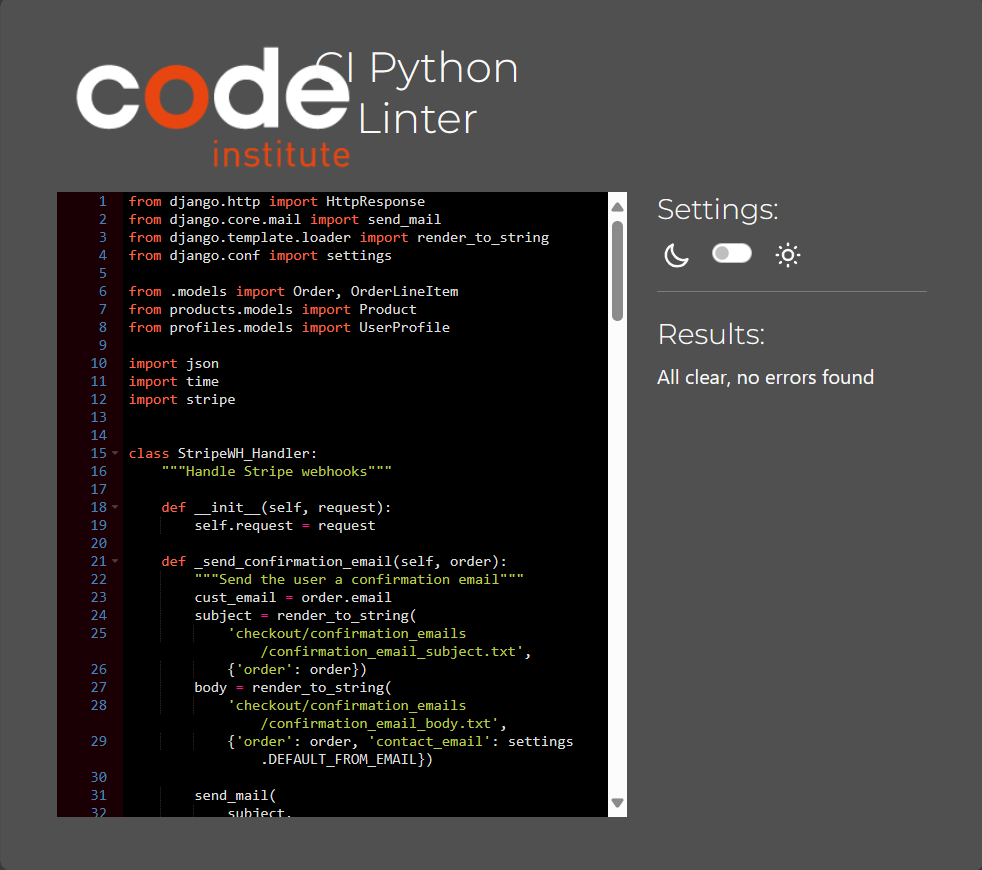 code
institute
CI Python
Linter
1 from django.http import HttpResponse
2 from django.core.mail import send_mail
3 from django.template.loader import render_to_string
4 from django.conf import settings
5
6 from .models import Order, OrderLineItem
7 from products.models import Product
8 from profiles.models import UserProfile
9
10 import json
11 import time
12 import stripe
13
14
15 class StripeWH_Handler:
16     """Handle Stripe webhooks"""
17
18     def __init__(self, request):
19         self.request = request
20
21     def _send_confirmation_email(self, order):
22         """Send the user a confirmation email"""
23         cust_email = order.email
24         subject = render_to_string(
25             'checkout/confirmation_emails
/confirmation_email_subject.txt',
26             {'order': order})
27         body = render_to_string(
28             'checkout/confirmation_emails
/confirmation_email_body.txt',
29             {'order': order, 'contact_email': settings
.DEFAULT_FROM_EMAIL})
30
31         send_mail(
32             subject,
Settings:
Results:
All clear, no errors found